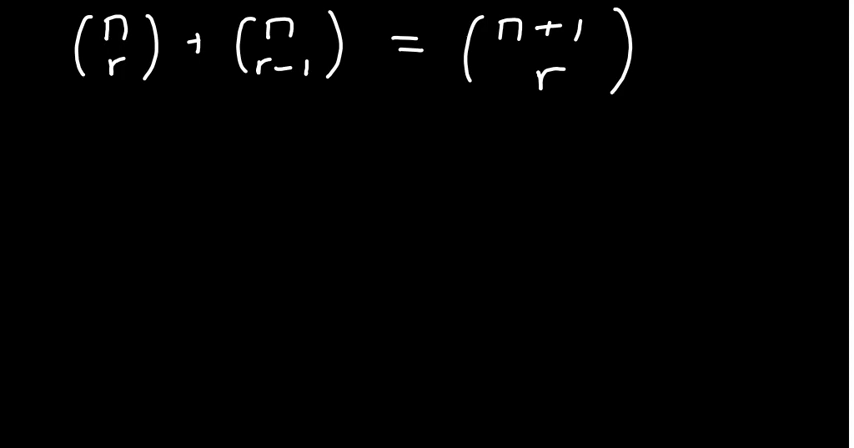 (n r) + (n r-1) = (n+1 r)